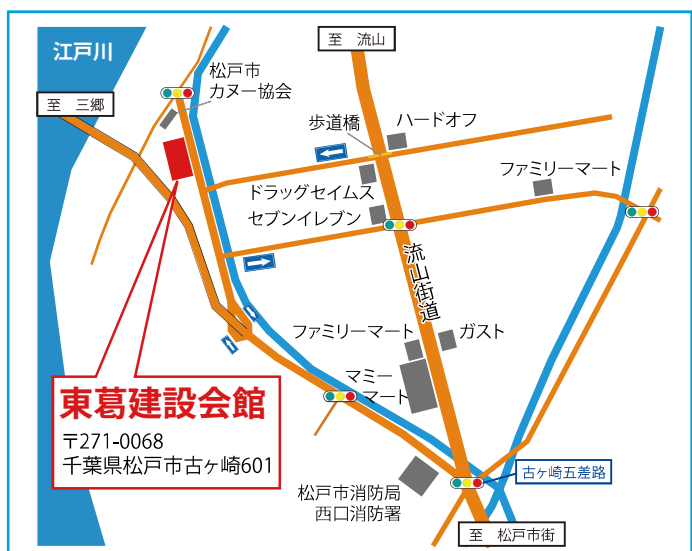 江戸川
至 流山
松戸市
カヌー協会
至 三郷
歩道橋
ハードオフ
ドラッグセイムス
セブンイレブン
ファミリーマート
流山街道
ファミリーマート
ガスト
マミー
マート
東葛建設会館
〒271-0068
千葉県松戸市古ヶ崎601
松戸市消防局
西口消防署
古ヶ崎五差路
至 松戸市街